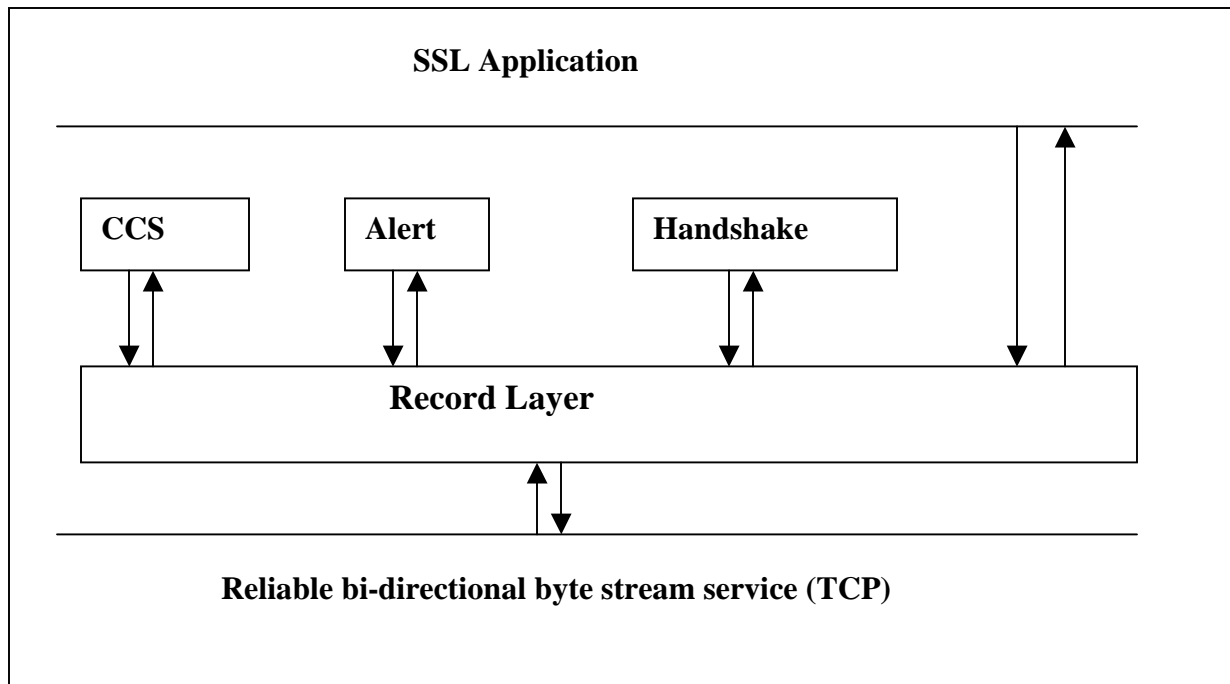 SSL Application
CCS
Alert
Handshake
Record Layer
Reliable bi-directional byte stream service (TCP)